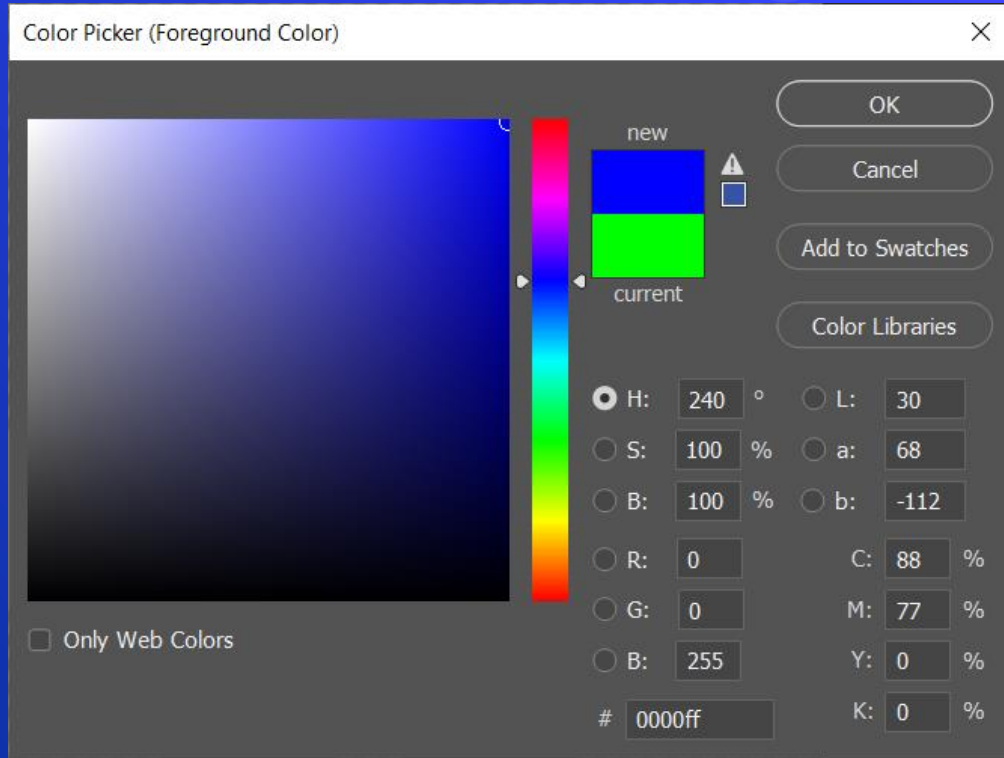 Color Picker (Foreground Color)
OK
new
Cancel
Add to Swatches
current
Color Libraries
H: 240 ° L: 30
S: 100 % a: 68
B: 100 % b: -112
R: 0 C: 88 %
G: 0 M: 77 %
B: 255 Y: 0 %
# 0000ff K: 0 %
Only Web Colors